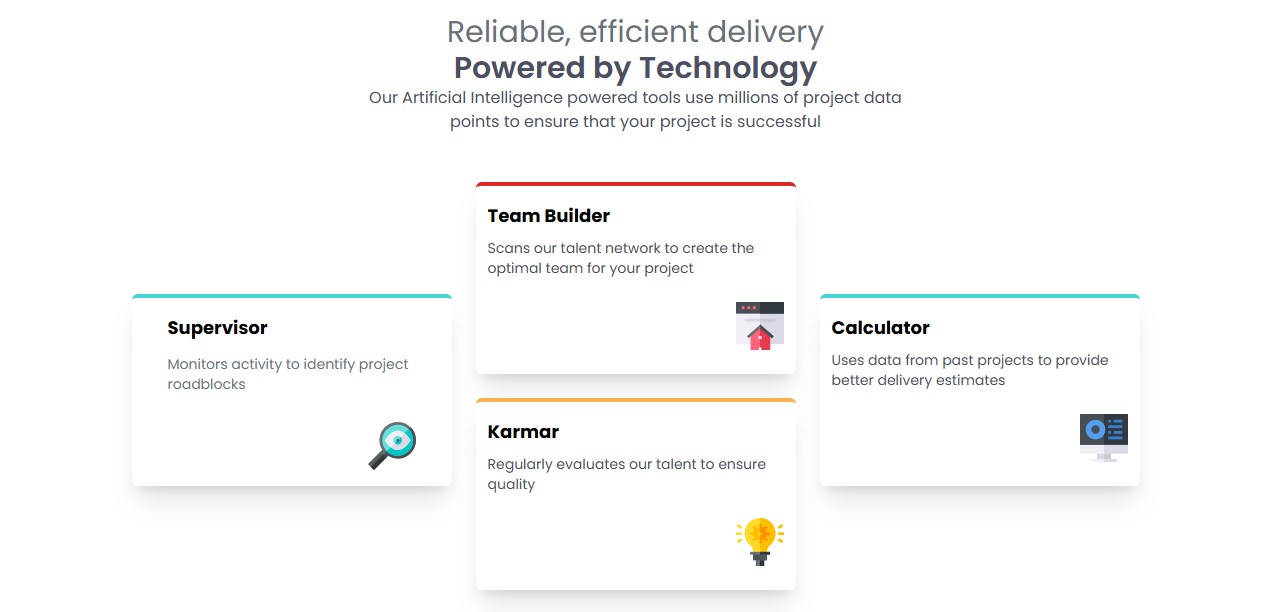 Reliable, efficient delivery
Powered by Technology
Our Artificial Intelligence powered tools use millions of project data
points to ensure that your project is successful
Supervisor
Monitors activity to identify project
roadblocks
Team Builder
Scans our talent network to create the
optimal team for your project
Karmar
Regularly evaluates our talent to ensure
quality
Calculator
Uses data from past projects to provide
better delivery estimates